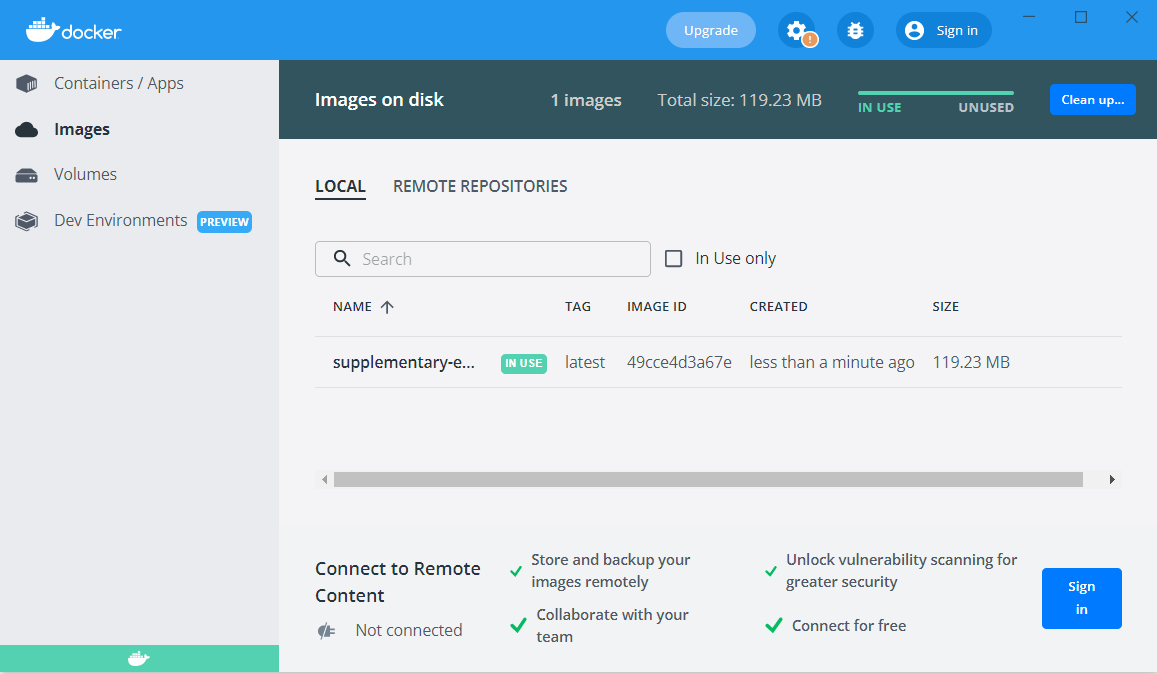 docker
Upgrade
!
Sign in
Containers / Apps
Images
Volumes
Dev Environments PREVIEW
Images on disk
1 images
Total size: 119.23 MB
IN USE UNUSED
Clean up...
LOCAL REMOTE REPOSITORIES
Search
In Use only
NAME TAG IMAGE ID CREATED SIZE
supplementary-e... IN USE latest 49cce4d3a67e less than a minute ago 119.23 MB
Connect to Remote
Content
Not connected
Store and backup your
images remotely
Collaborate with your
team
Unlock vulnerability scanning for
greater security
Connect for free
Sign
in